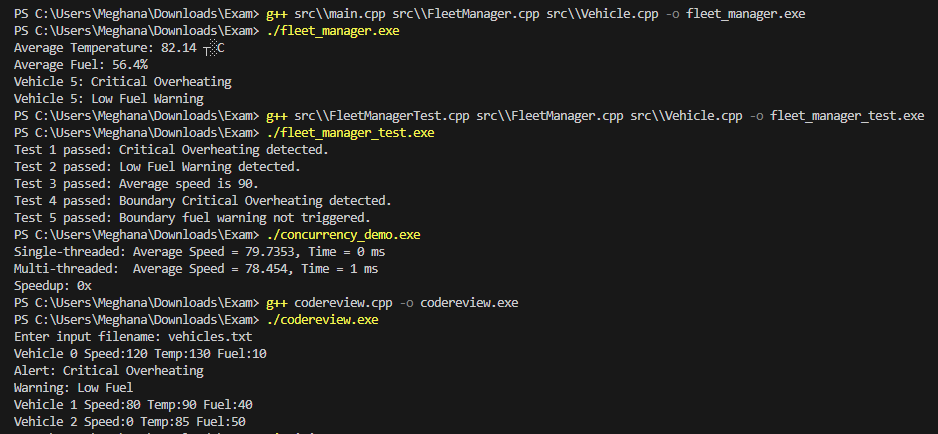 PS C:\Users\Meghana\Downloads\Exam> g++ src\\main.cpp src\\FleetManager.cpp src\\Vehicle.cpp -o fleet_manager.exe
PS C:\Users\Meghana\Downloads\Exam> ./fleet_manager.exe
Average Temperature: 82.14 ┬░C
Average Fuel: 56.4%
Vehicle 5: Critical Overheating
Vehicle 5: Low Fuel Warning
PS C:\Users\Meghana\Downloads\Exam> g++ src\\FleetManagerTest.cpp src\\FleetManager.cpp src\\Vehicle.cpp -o fleet_manager_test.exe
PS C:\Users\Meghana\Downloads\Exam> ./fleet_manager_test.exe
Test 1 passed: Critical Overheating detected.
Test 2 passed: Low Fuel Warning detected.
Test 3 passed: Average speed is 90.
Test 4 passed: Boundary Critical Overheating detected.
Test 5 passed: Boundary fuel warning not triggered.
PS C:\Users\Meghana\Downloads\Exam> ./concurrency_demo.exe
Single-threaded: Average Speed = 79.7353, Time = 0 ms
Multi-threaded:  Average Speed = 78.454, Time = 1 ms
Speedup: 0x
PS C:\Users\Meghana\Downloads\Exam> g++ codereview.cpp -o codereview.exe
PS C:\Users\Meghana\Downloads\Exam> ./codereview.exe
Enter input filename: vehicles.txt
Vehicle 0 Speed:120 Temp:130 Fuel:10
Alert: Critical Overheating
Warning: Low Fuel
Vehicle 1 Speed:80 Temp:90 Fuel:40
Vehicle 2 Speed:0 Temp:85 Fuel:50